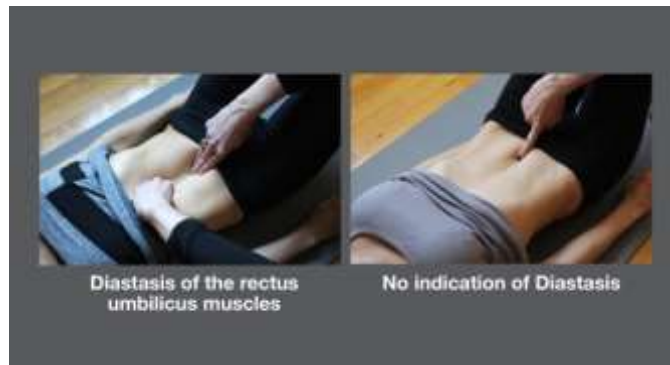 Diastasis of the rectus
umbilicus muscles
No indication of Diastasis